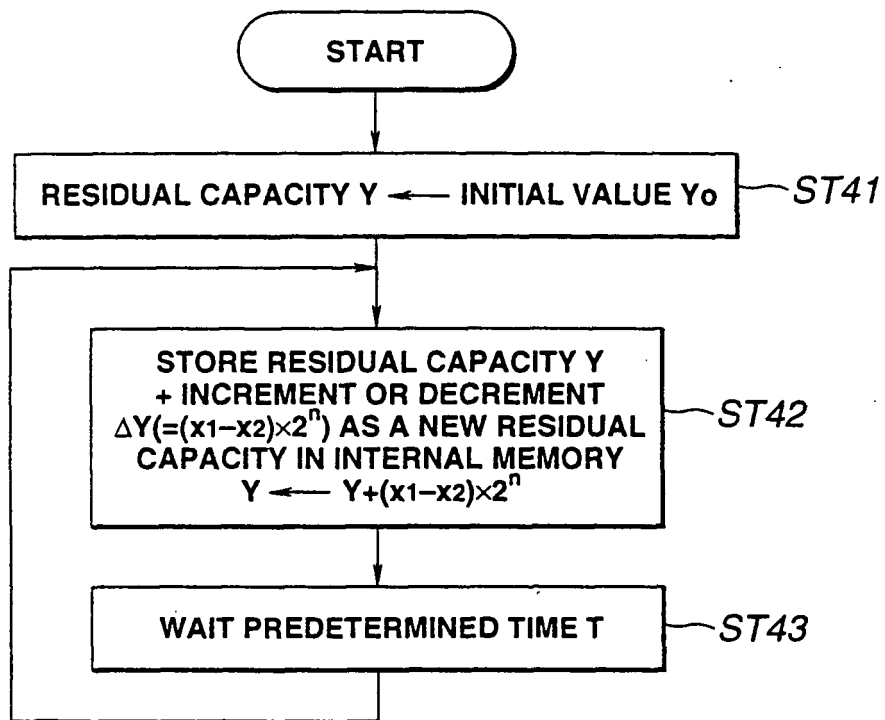 START
RESIDUAL CAPACITY Y ← INITIAL VALUE Yo
ST41
STORE RESIDUAL CAPACITY Y
+ INCREMENT OR DECREMENT
ΔY(=(x1−x2)×2ⁿ) AS A NEW RESIDUAL
CAPACITY IN INTERNAL MEMORY
Y ← Y+(x1−x2)×2ⁿ
ST42
WAIT PREDETERMINED TIME T
ST43